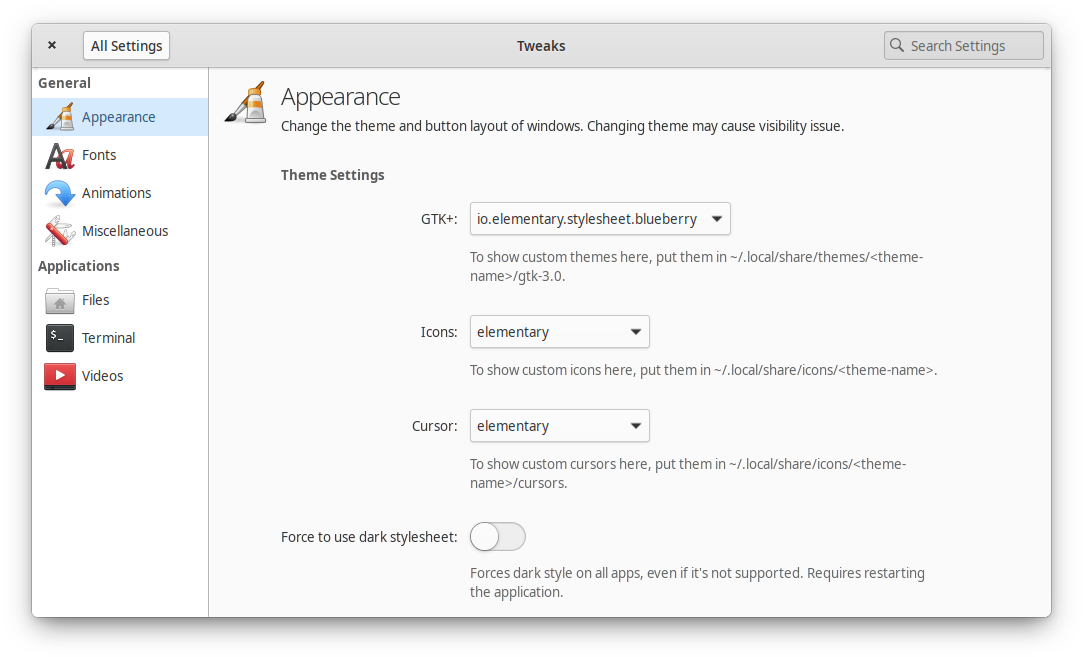 All Settings
Tweaks
Search Settings
General
Appearance
Fonts
Animations
Miscellaneous
Applications
Files
$_
Terminal
Videos
Appearance
Change the theme and button layout of windows. Changing theme may cause visibility issue.
Theme Settings
GTK+: io.elementary.stylesheet.blueberry
To show custom themes here, put them in ~/.local/share/themes/<theme-
name>/gtk-3.0.
Icons: elementary
To show custom icons here, put them in ~/.local/share/icons/<theme-name>.
Cursor: elementary
To show custom cursors here, put them in ~/.local/share/icons/<theme-
name>/cursors.
Force to use dark stylesheet:
Forces dark style on all apps, even if it's not supported. Requires restarting
the application.